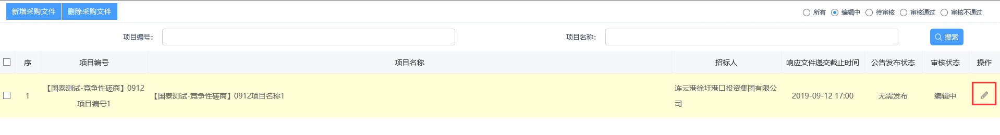 新增采购文件 删除采购文件 所有 编辑中 待审核 审核通过 审核不通过
项目编号： 项目名称： 搜索
序 项目编号 项目名称 招标人 响应文件递交截止时间 公告发布状态 审核状态 操作
1 【国泰测试-竞争性磋商】0912
项目编号1 【国泰测试-竞争性磋商】0912项目名称1 连云港徐圩港口投资集团有限公
司 2019-09-12 17:00 无需发布 编辑中